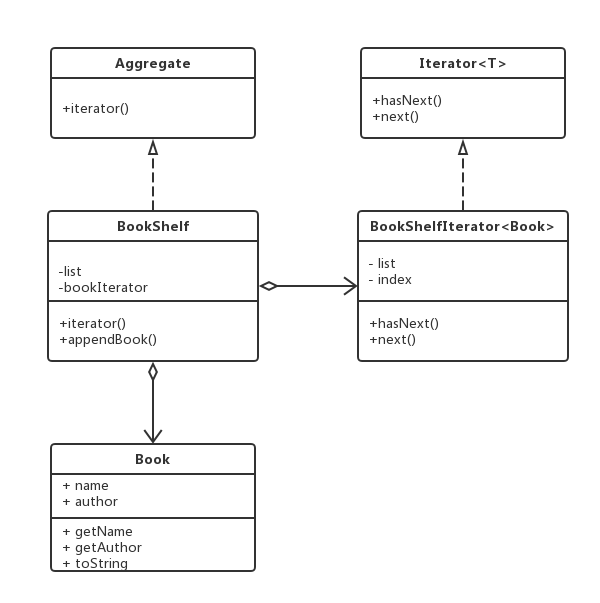 Aggregate
+iterator()
Iterator<T>
+hasNext()
+next()
BookShelf
-list
-bookIterator
+iterator()
+appendBook()
BookShelfIterator<Book>
- list
- index
+hasNext()
+next()
Book
+ name
+ author
+ getName
+ getAuthor
+ toString